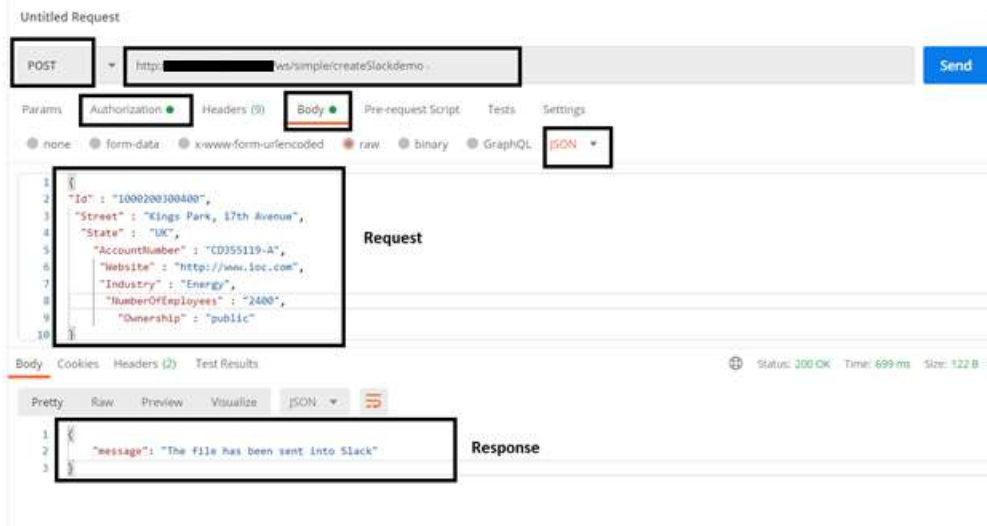 Untitled Request
POST http: /ws/simple/createSlackdemo Send
Params Authorization Headers (9) Body Pre-request Script Tests Settings
none form-data x-www-form-urlencoded raw binary GraphQL JSON
1 {
2 "Id" : "1000200300400",
3 "Street" : "Kings Park, 17th Avenue",
4 "State" : "UK",
5 "AccountNumber" : "CD355119-A",
6 "Website" : "http://www.ioc.com",
7 "Industry" : "Energy",
8 "NumberOfEmployees" : "2400",
9 "Ownership" : "public"
10 }
Request
Body Cookies Headers (2) Test Results Status: 200 OK Time: 699 ms Size: 122 B
Pretty Raw Preview Visualize JSON
1 {
2 "message": "The file has been sent into Slack"
3 }
Response